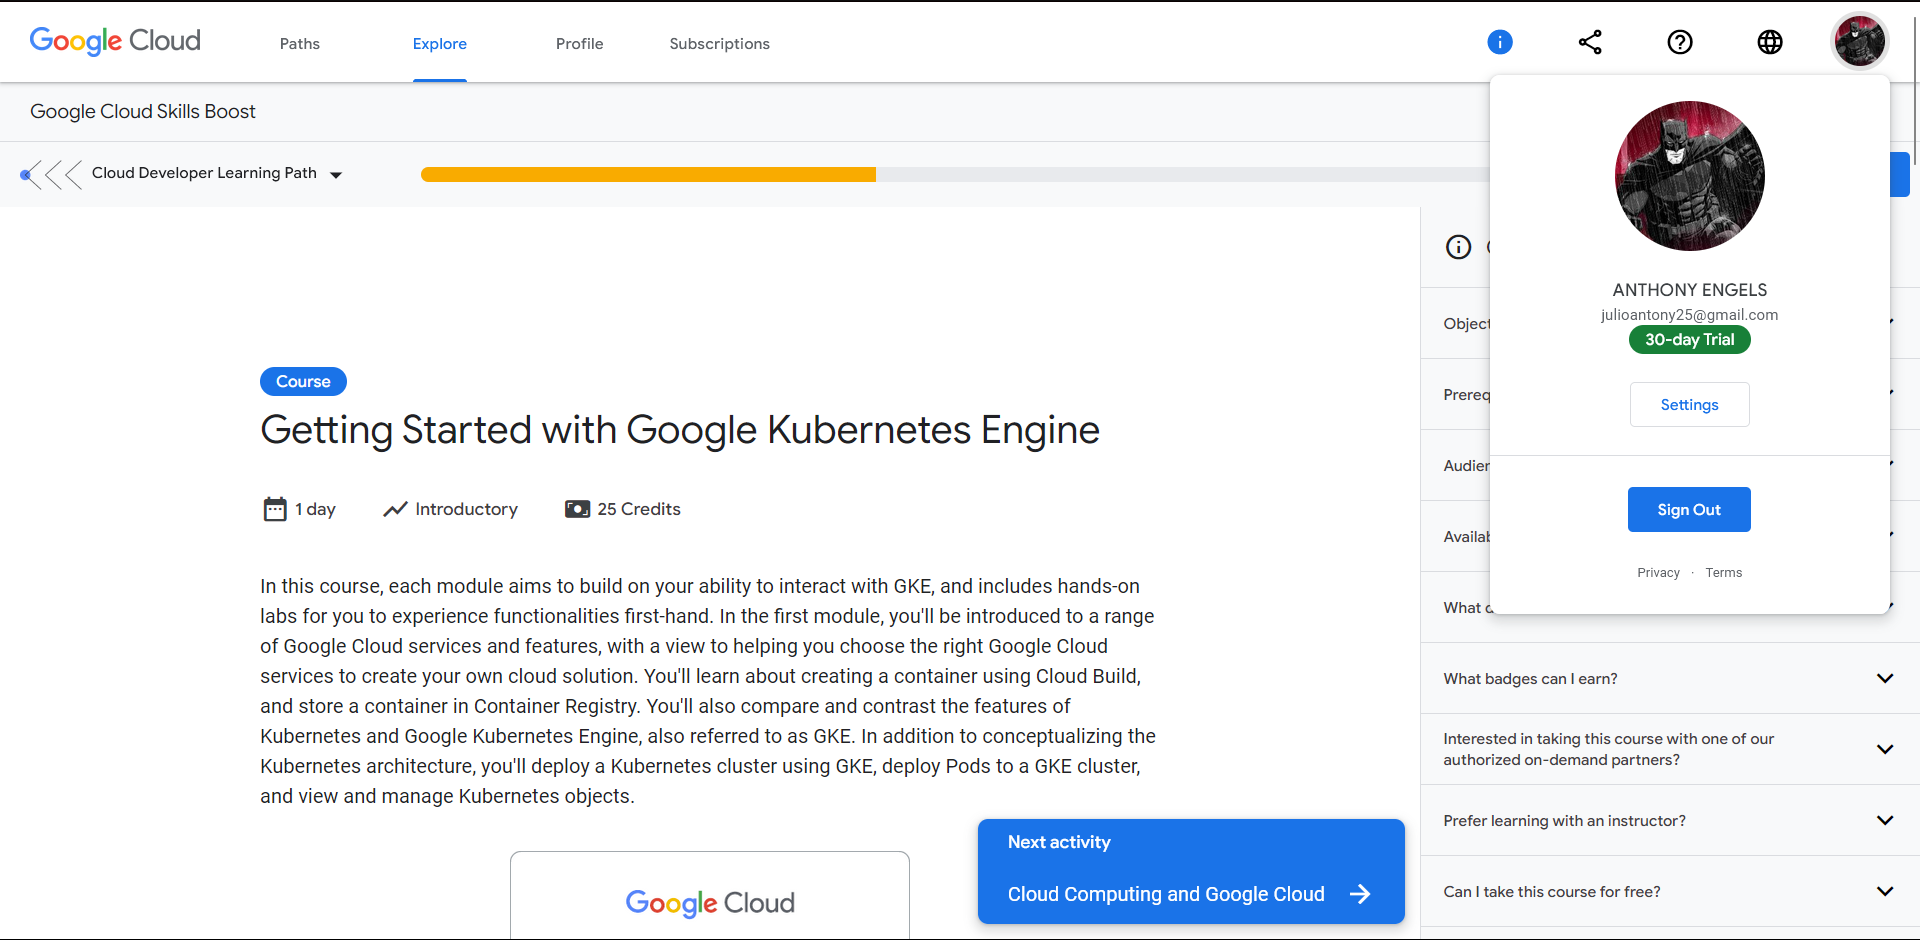 Google Cloud
Paths
Explore
Profile
Subscriptions
Google Cloud Skills Boost
Cloud Developer Learning Path
ANTHONY ENGELS
julioantony25@gmail.com
30-day Trial
Settings
Sign Out
Privacy · Terms
Course
Getting Started with Google Kubernetes Engine
1 day
Introductory
25 Credits
In this course, each module aims to build on your ability to interact with GKE, and includes hands-on
labs for you to experience functionalities first-hand. In the first module, you'll be introduced to a range
of Google Cloud services and features, with a view to helping you choose the right Google Cloud
services to create your own cloud solution. You'll learn about creating a container using Cloud Build,
and store a container in Container Registry. You'll also compare and contrast the features of
Kubernetes and Google Kubernetes Engine, also referred to as GKE. In addition to conceptualizing the
Kubernetes architecture, you'll deploy a Kubernetes cluster using GKE, deploy Pods to a GKE cluster,
and view and manage Kubernetes objects.
Google Cloud
Next activity
Cloud Computing and Google Cloud
Object
Prereq
Audien
Availab
What
What badges can I earn?
Interested in taking this course with one of our
authorized on-demand partners?
Prefer learning with an instructor?
Can I take this course for free?